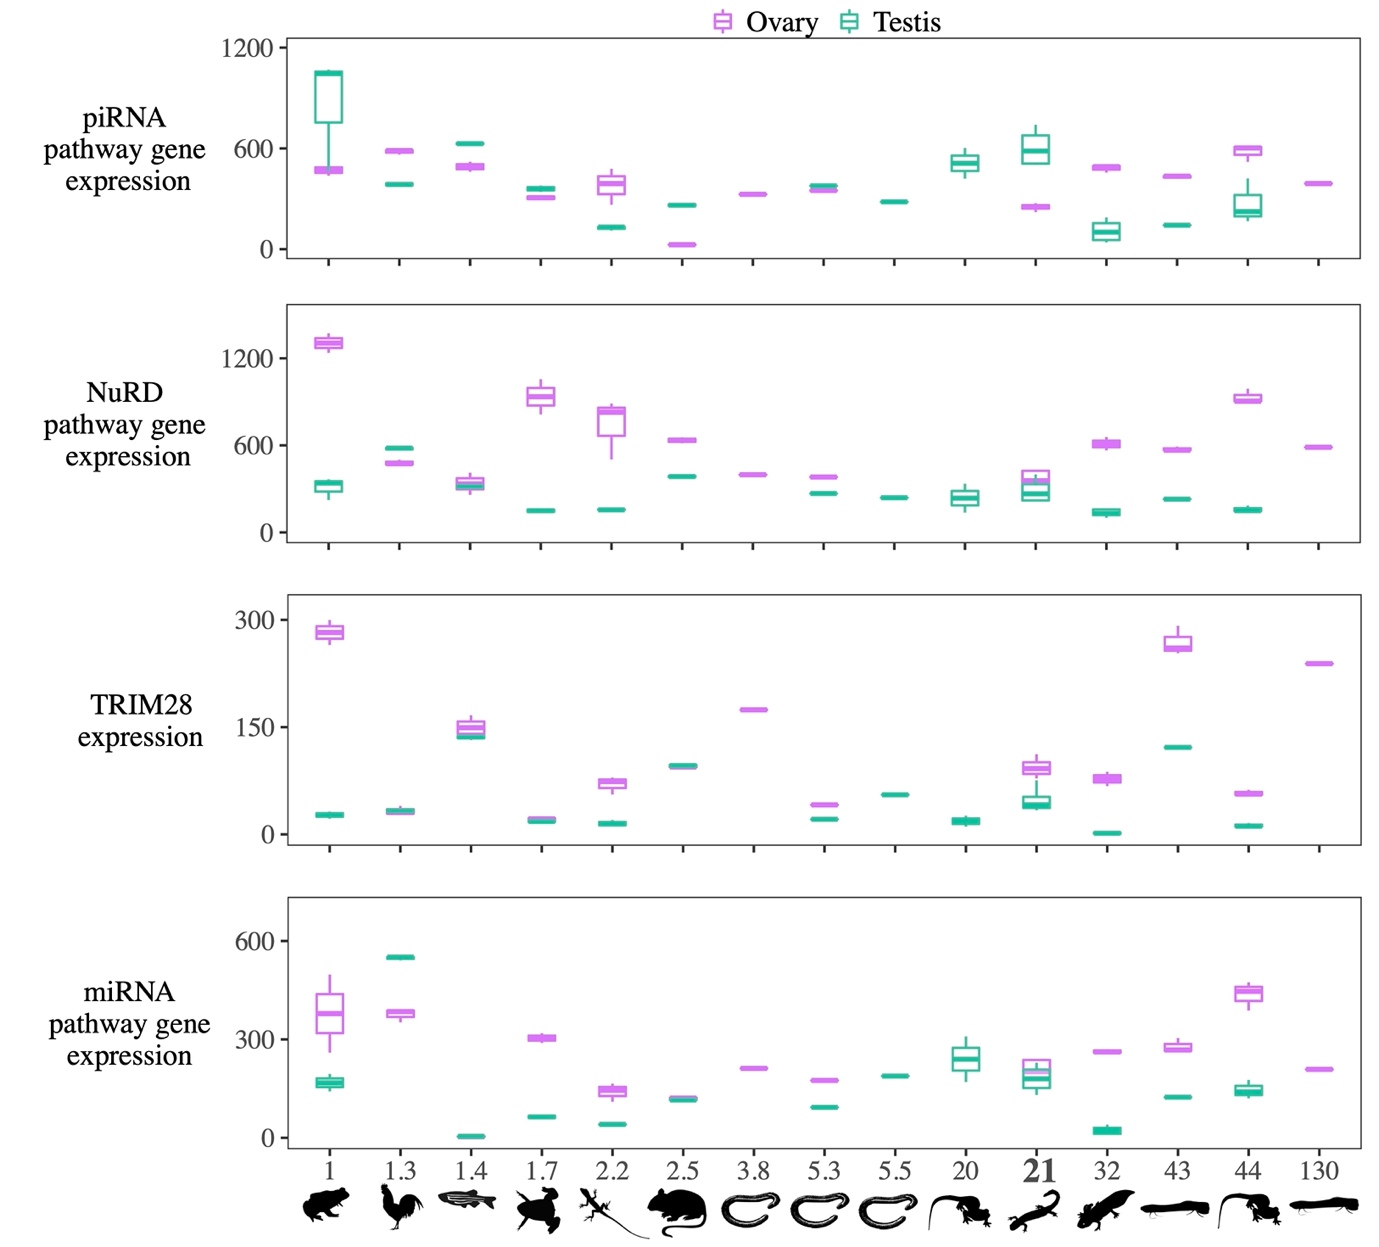 Ovary Testis
piRNA
pathway gene
expression
1200
600
0
NuRD
pathway gene
expression
1200
600
0
TRIM28
expression
300
150
0
miRNA
pathway gene
expression
600
300
0
1 1.3 1.4 1.7 2.2 2.5 3.8 5.3 5.5 20 21 32 43 44 130